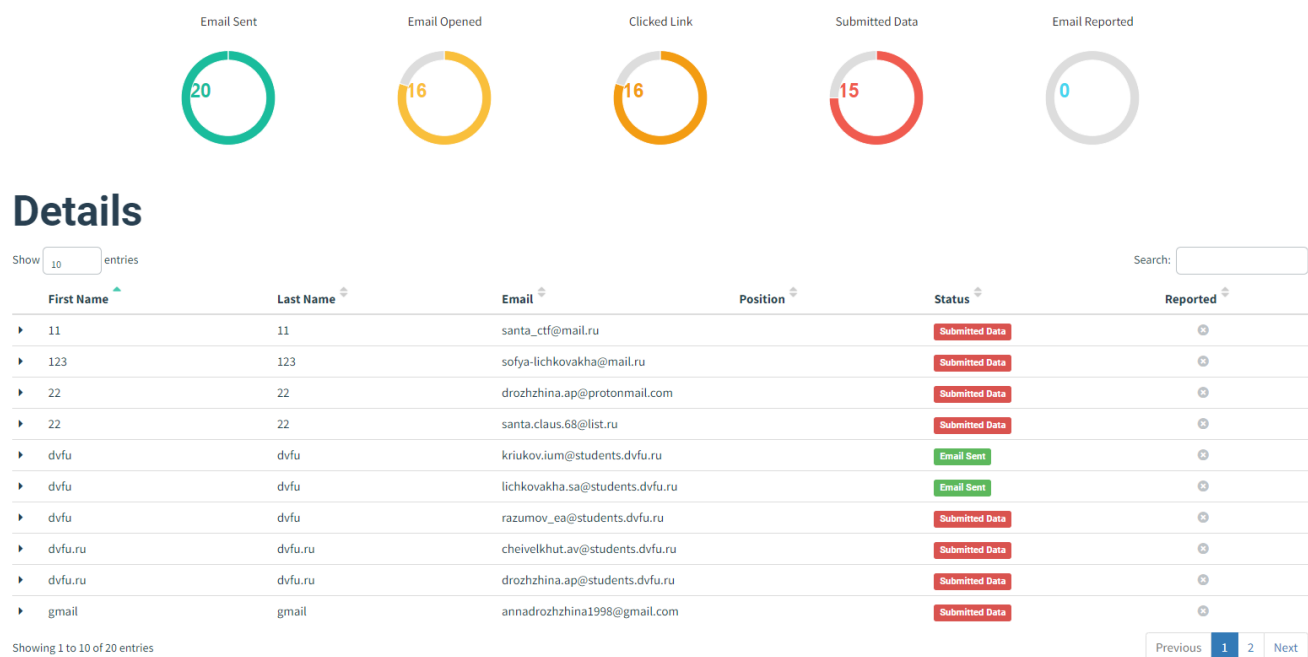 Email Sent Email Opened Clicked Link Submitted Data Email Reported
20 16 16 15 0
Details
Show 10 entries Search:
First Name Last Name Email Position Status Reported
11 11 santa_ctf@mail.ru Submitted Data
123 123 sofya-lichkovakha@mail.ru Submitted Data
22 22 drozhzhina.ap@protonmail.com Submitted Data
22 22 santa.claus.68@list.ru Submitted Data
dvfu dvfu kriukov.ium@students.dvfu.ru Email Sent
dvfu dvfu lichkovakha.sa@students.dvfu.ru Email Sent
dvfu dvfu razumov_ea@students.dvfu.ru Submitted Data
dvfu.ru dvfu.ru cheivelkhut.av@students.dvfu.ru Submitted Data
dvfu.ru dvfu.ru drozhzhina.ap@students.dvfu.ru Submitted Data
gmail gmail annadrozhzhina1998@gmail.com Submitted Data
Showing 1 to 10 of 20 entries Previous 1 2 Next